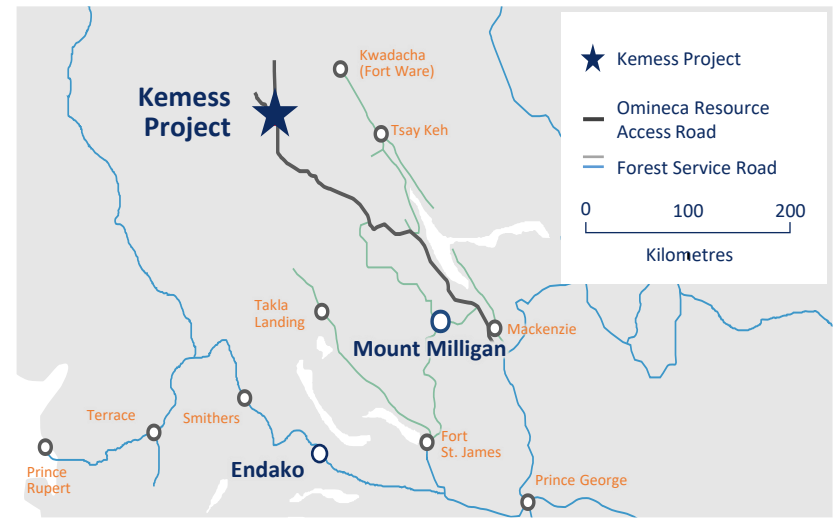 Kwadacha
(Fort Ware)
Kemess
Project
Tsay Keh
Takla
Landing
Mackenzie
Mount Milligan
Terrace
Smithers
Fort
St. James
Endako
Prince
Rupert
Prince George
Kemess Project
Omineca Resource
Access Road
Forest Service Road
0 100 200
Kilometres